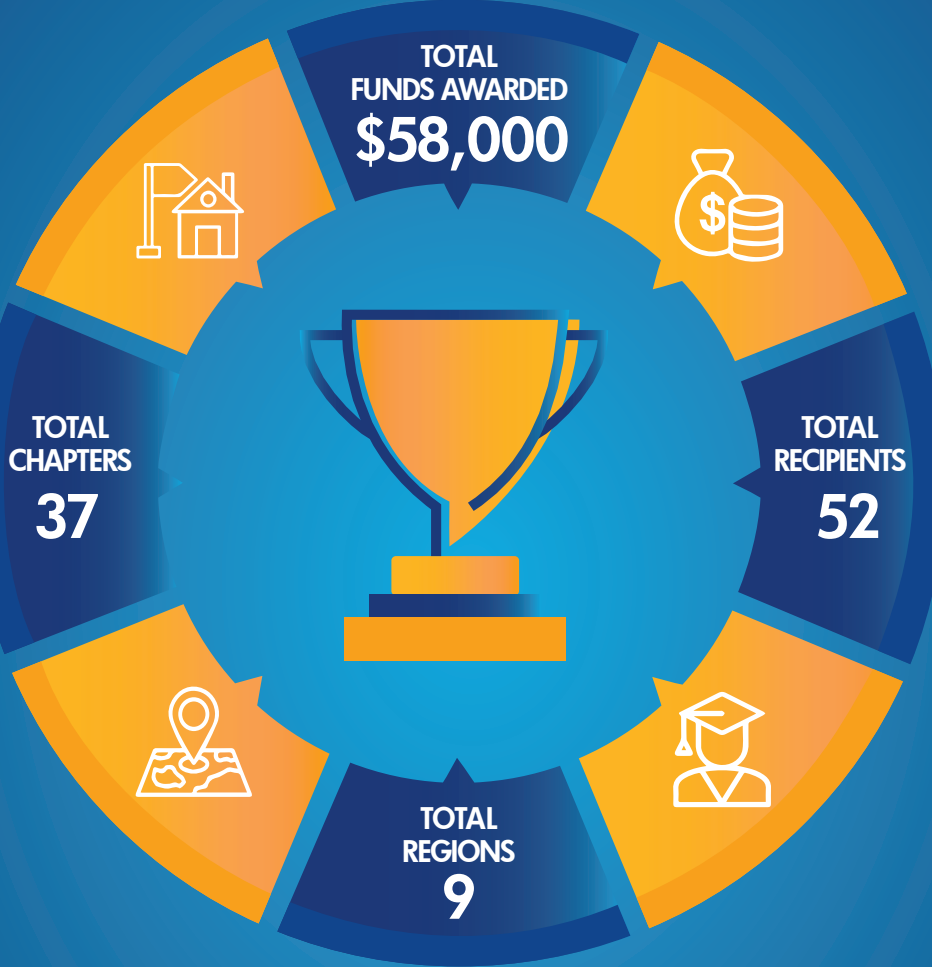 TOTAL
FUNDS AWARDED
$58,000
$
TOTAL
CHAPTERS
37
TOTAL
RECIPIENTS
52
TOTAL
REGIONS
9